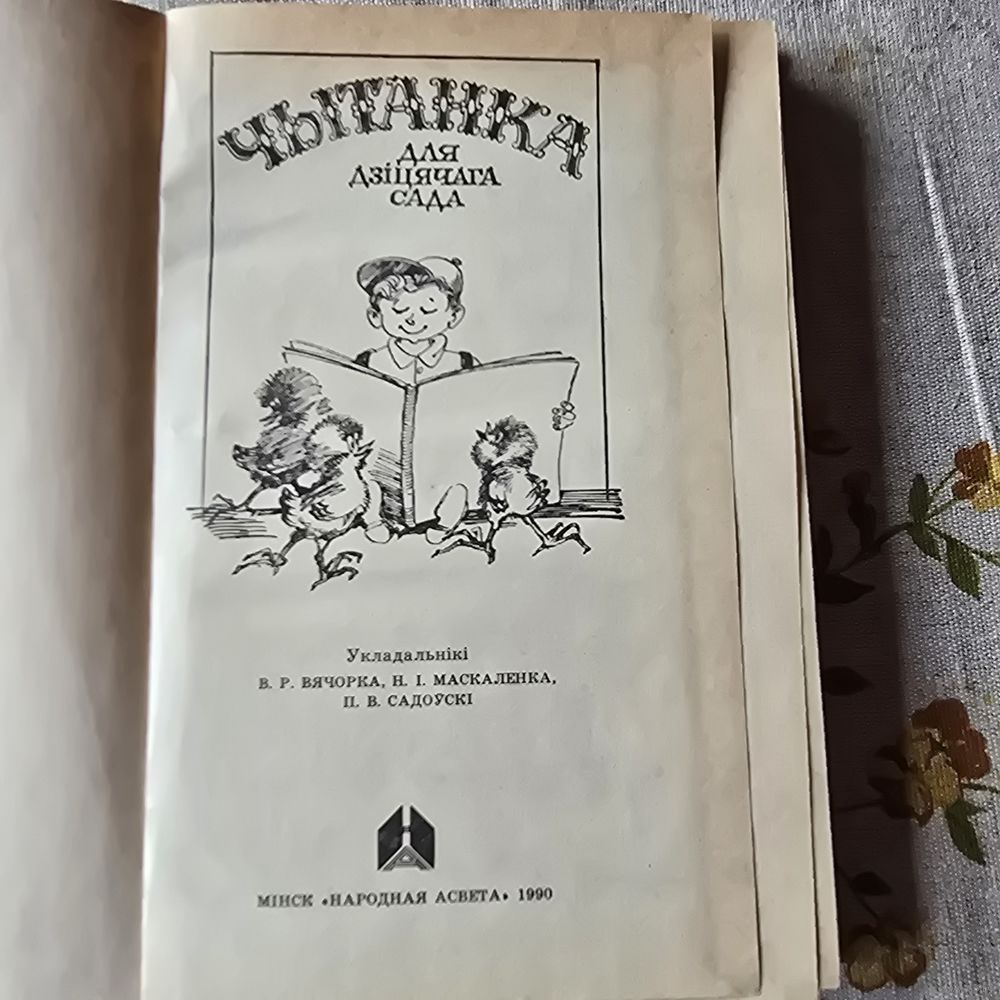 ЧЫТАНКА
ДЛЯ
ДЗІЦЯЧАГА
САДА
Укладальнікі
В. Р. ВЯЧОРКА, Н. І. МАСКАЛЕНКА,
П. В. САДОЎСКІ
МІНСК «НАРОДНАЯ АСВЕТА» 1990